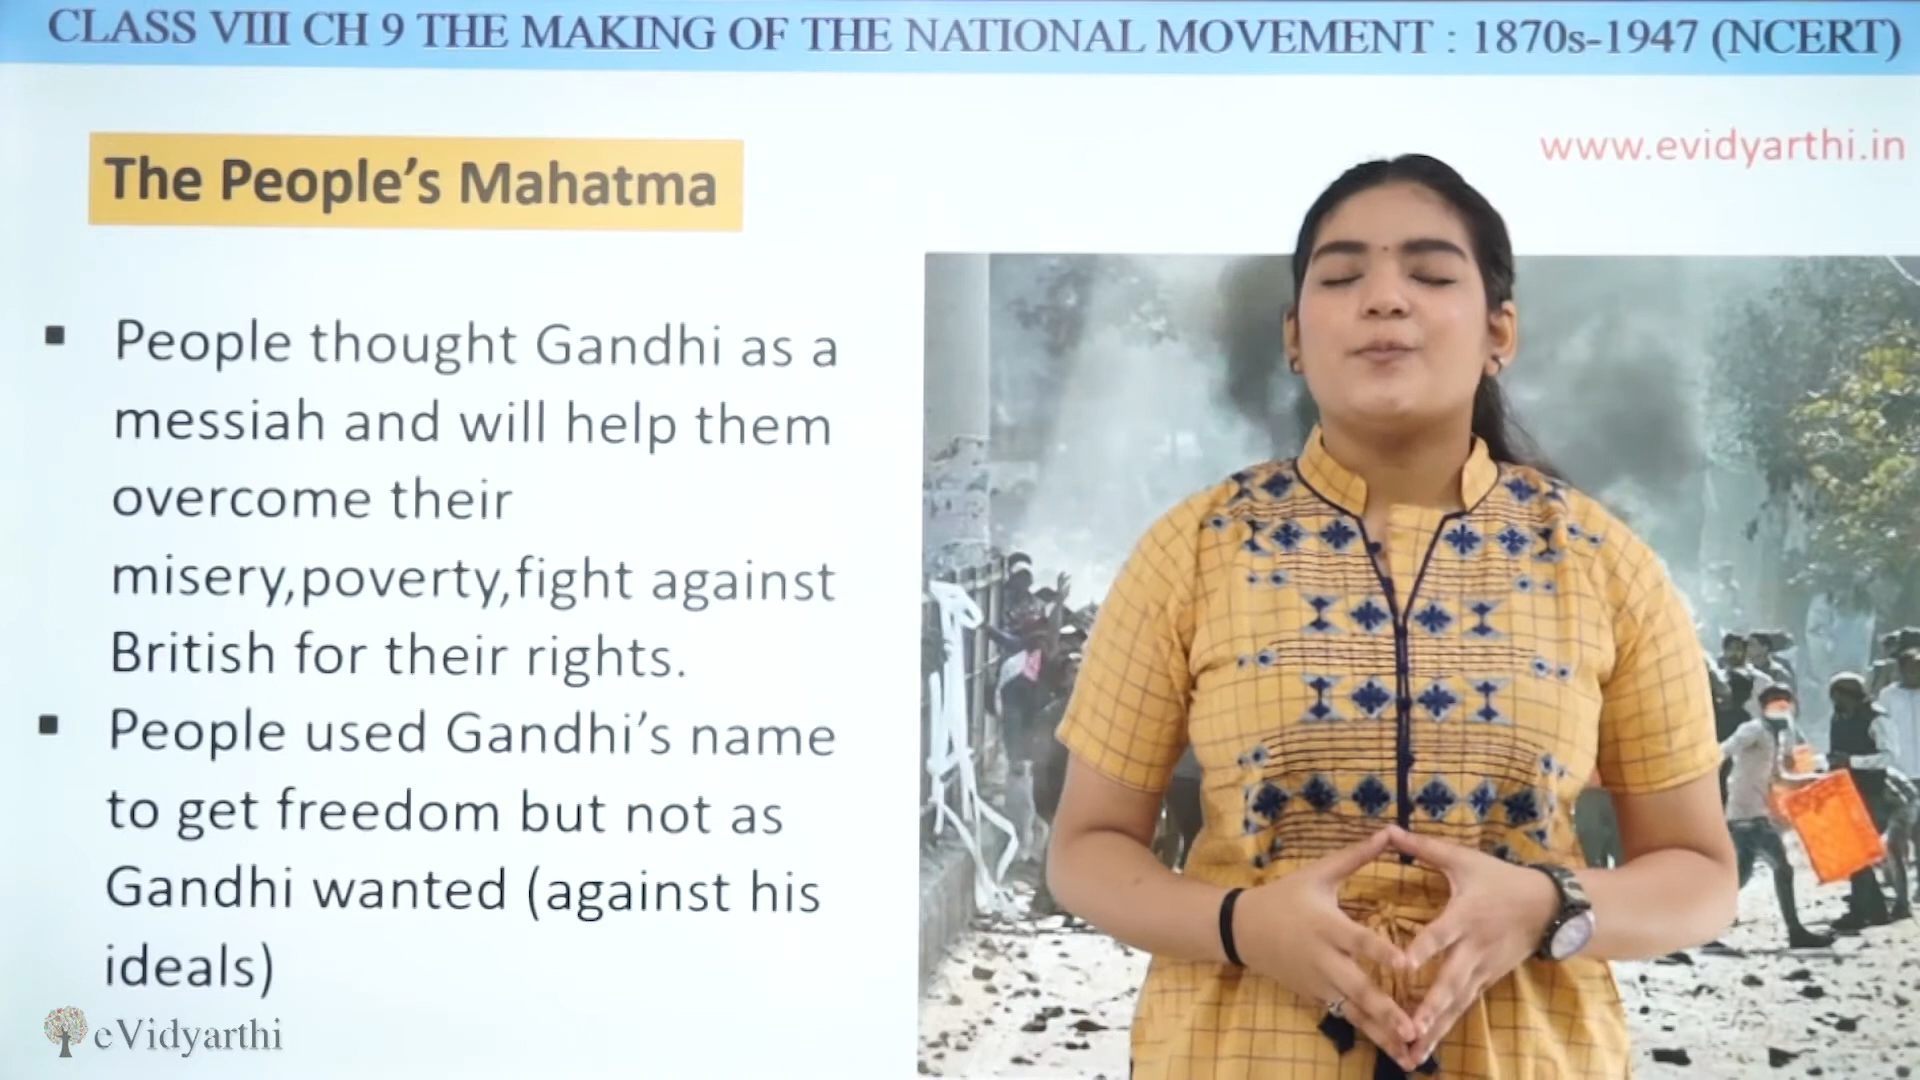 CLASS VIII CH 9 THE MAKING OF THE NATIONAL MOVEMENT : 1870s-1947 (NCERT)
www.evidyarthi.in
The People's Mahatma
▪ People thought Gandhi as a
messiah and will help them
overcome their
misery,poverty,fight against
British for their rights.
▪ People used Gandhi's name
to get freedom but not as
Gandhi wanted (against his
ideals)
eVidyarthi